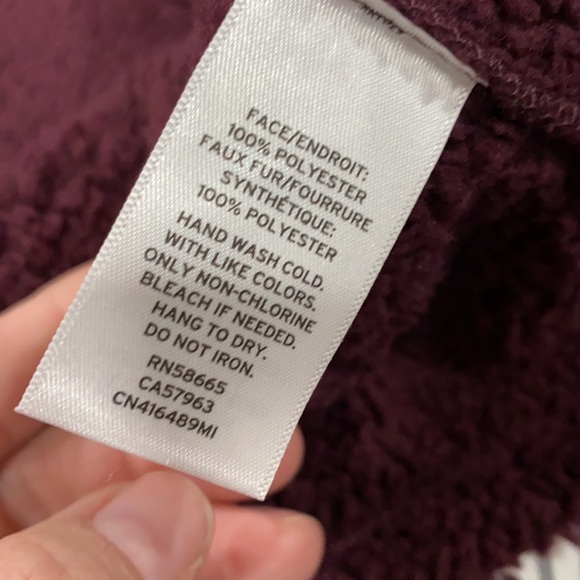 FACE/ENDROIT:
100% POLYESTER
FAUX FUR/FOURRURE
SYNTHÉTIQUE:
100% POLYESTER
HAND WASH COLD.
WITH LIKE COLORS.
ONLY NON-CHLORINE
BLEACH IF NEEDED.
HANG TO DRY.
DO NOT IRON.
RN58665
CA57963
CN416489MI